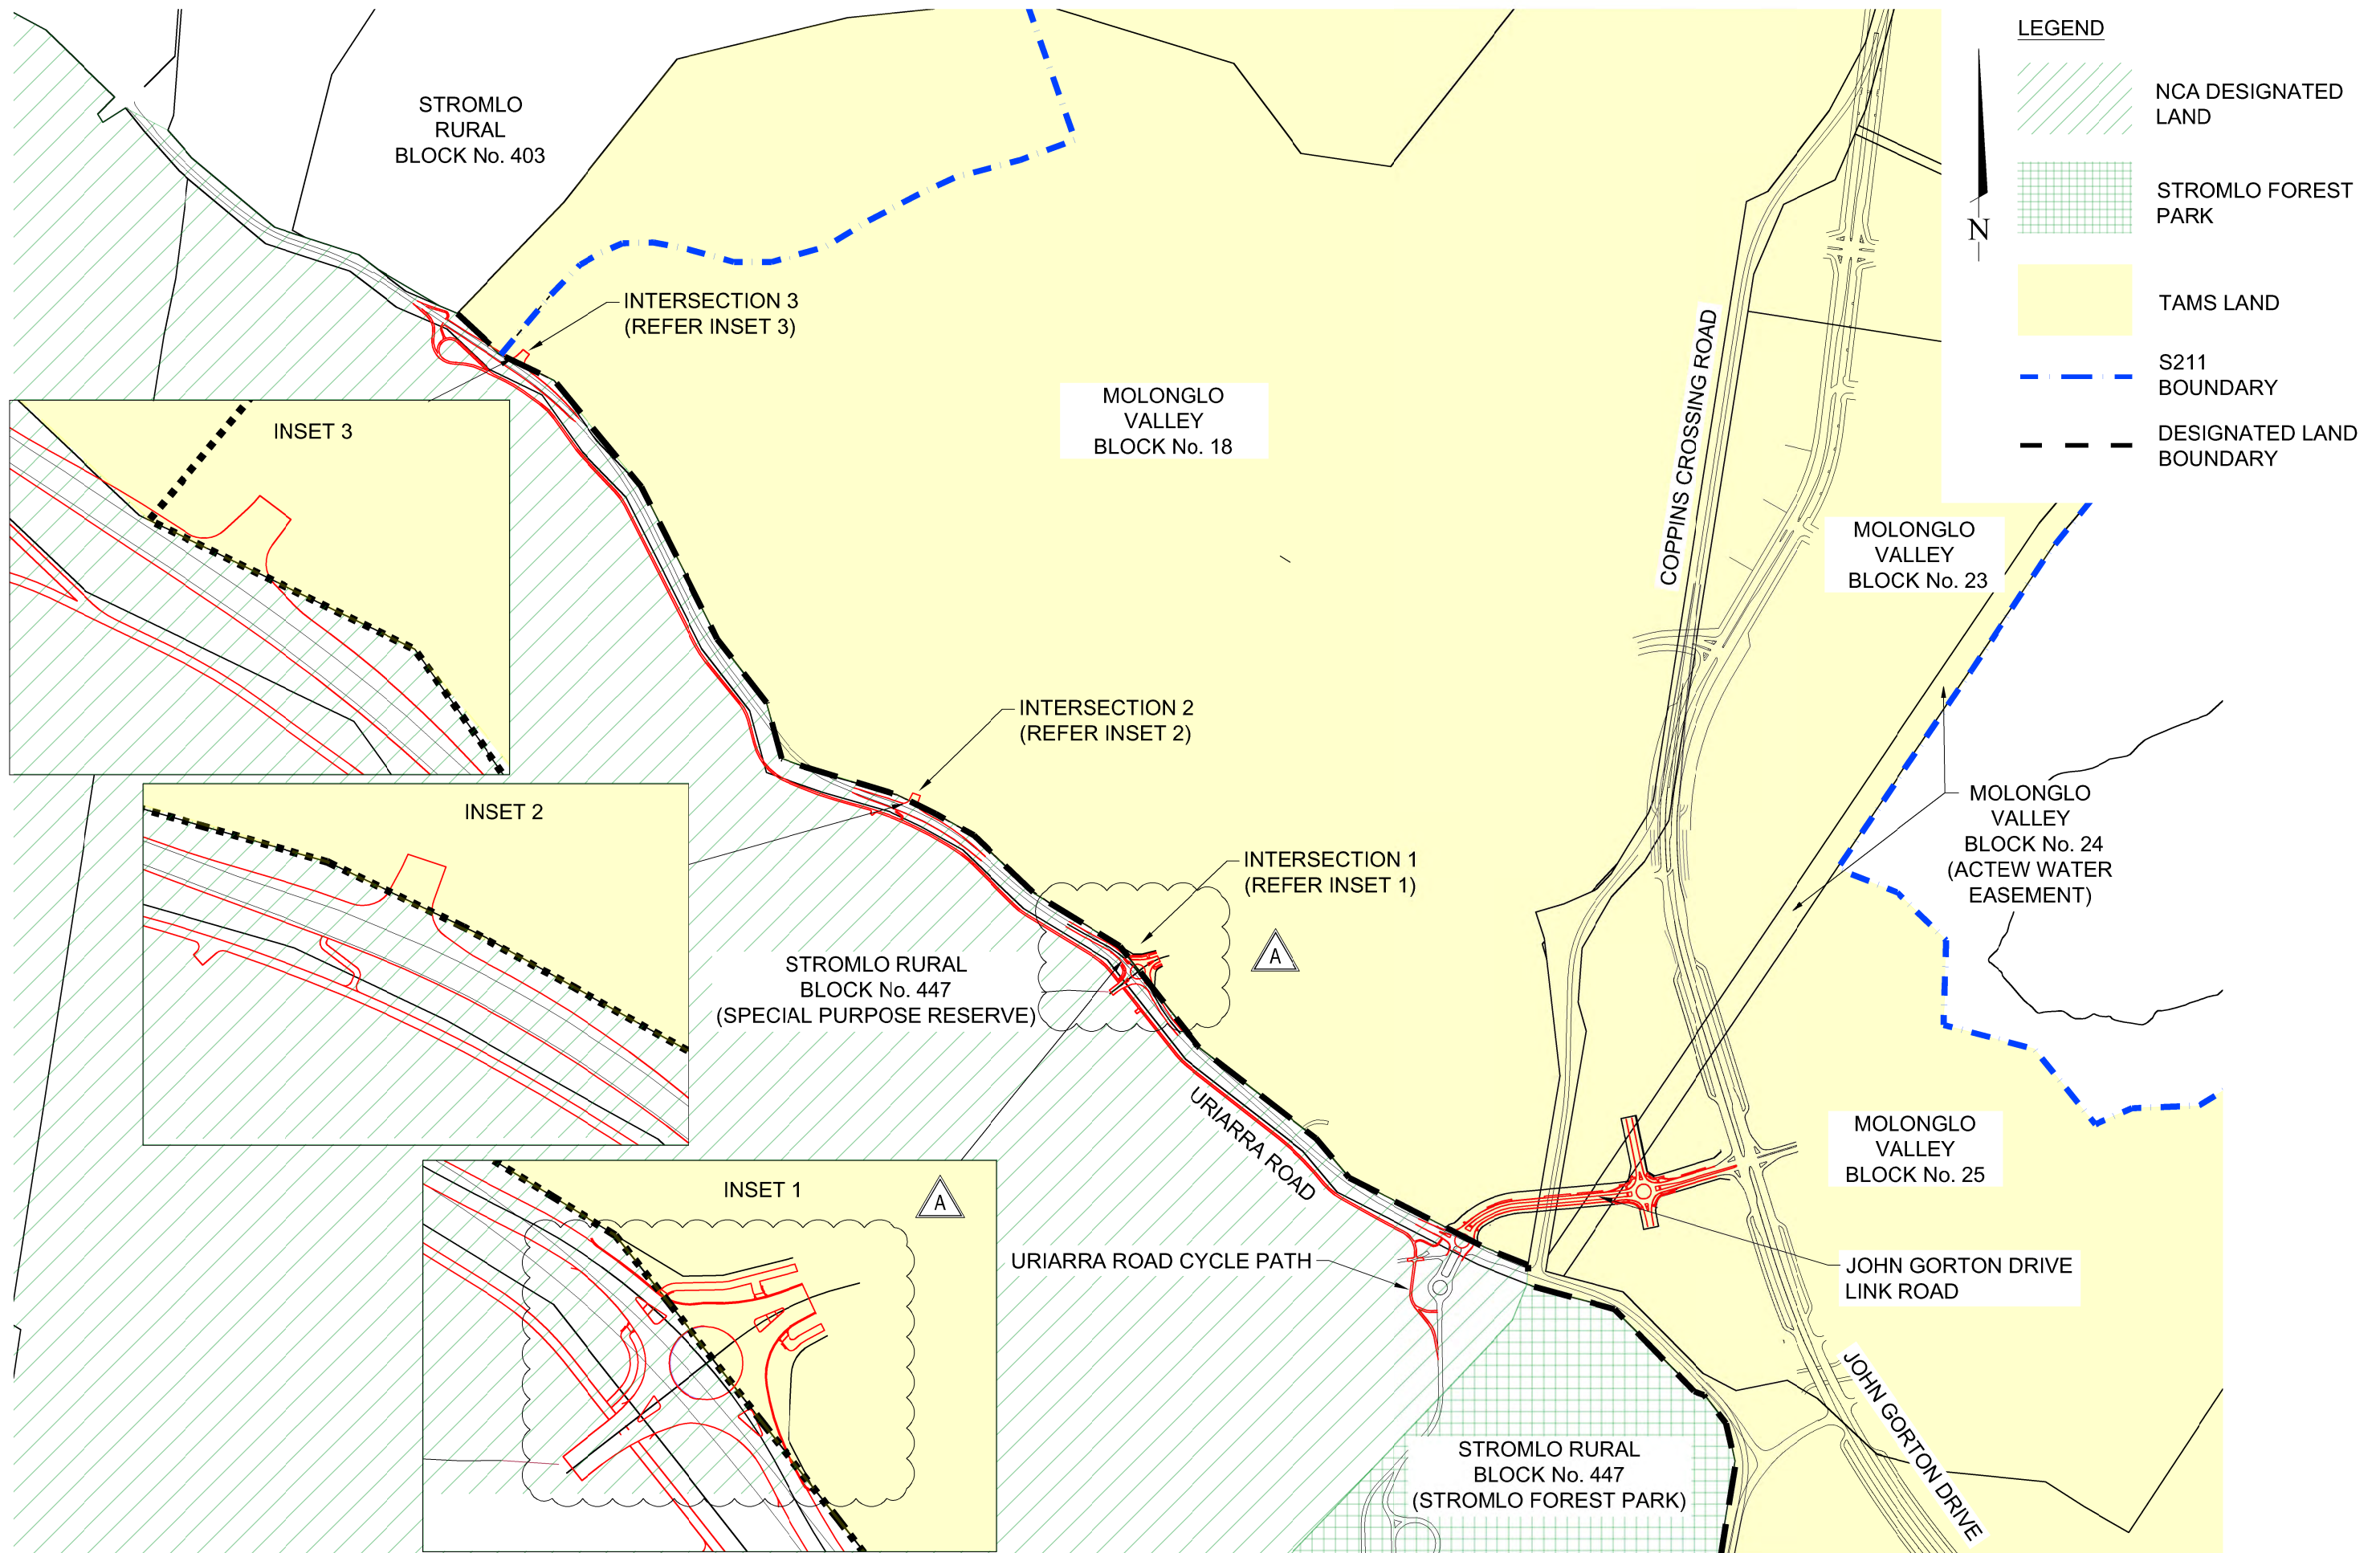 LEGEND
NCA DESIGNATED
LAND
STROMLO FOREST
PARK
TAMS LAND
S211
BOUNDARY
DESIGNATED LAND
BOUNDARY
N
STROMLO
RURAL
BLOCK No. 403
INTERSECTION 3
(REFER INSET 3)
MOLONGLO
VALLEY
BLOCK No. 18
COPPINS CROSSING ROAD
MOLONGLO
VALLEY
BLOCK No. 23
INSET 3
INTERSECTION 2
(REFER INSET 2)
INSET 2
MOLONGLO
VALLEY
BLOCK No. 24
(ACTEW WATER
EASEMENT)
INTERSECTION 1
(REFER INSET 1)
A
STROMLO RURAL
BLOCK No. 447
(SPECIAL PURPOSE RESERVE)
URIARRA ROAD
MOLONGLO
VALLEY
BLOCK No. 25
INSET 1
A
URIARRA ROAD CYCLE PATH
JOHN GORTON DRIVE
LINK ROAD
JOHN GORTON DRIVE
STROMLO RURAL
BLOCK No. 447
(STROMLO FOREST PARK)